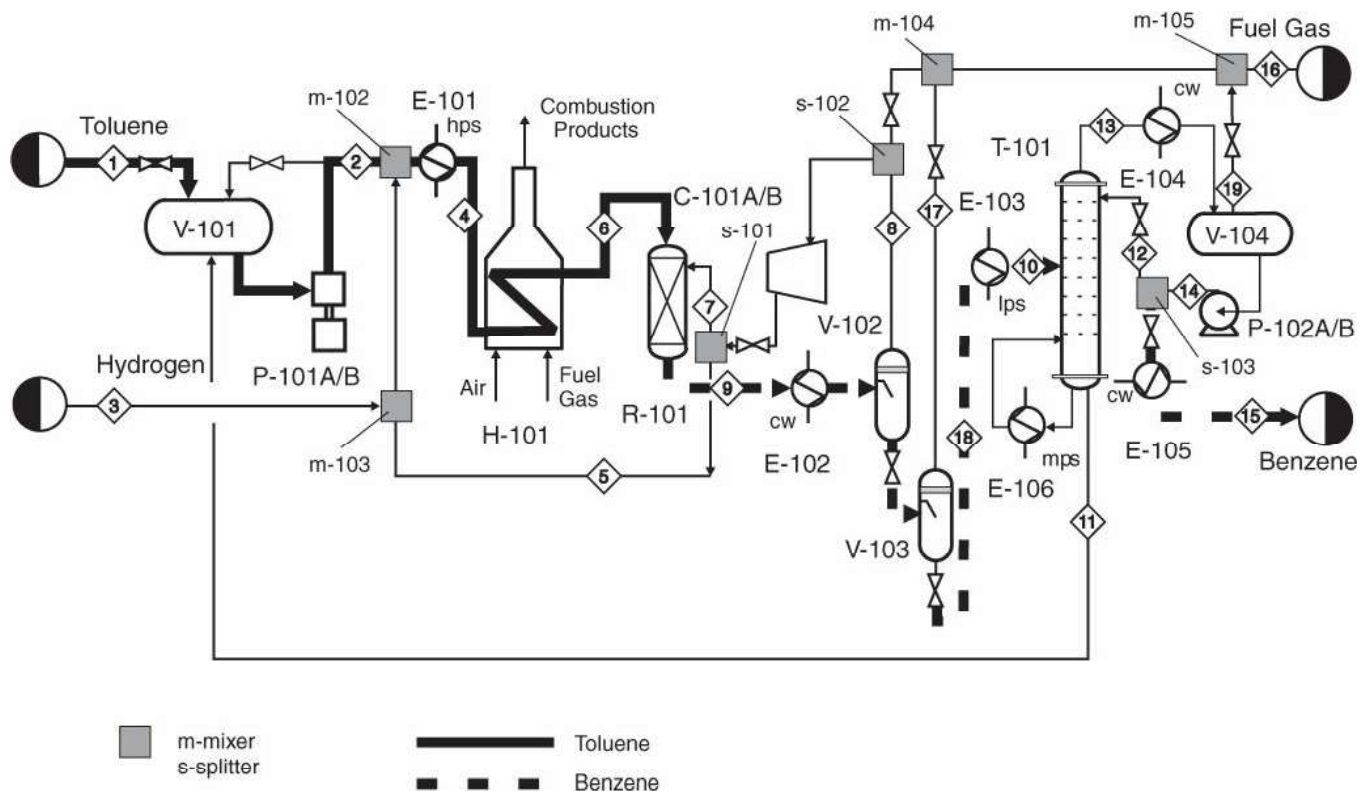 m-104
m-105
Fuel Gas
16
m-102
E-101
hps
Combustion
Products
s-102
cw
13
T-101
Toluene
1
2
E-104
V-101
4
6
C-101A/B
s-101
8
17
E-103
19
V-104
10
12
lps
14
7
V-102
P-102A/B
Hydrogen
P-101A/B
Air
Fuel
Gas
R-101
9
s-103
cw
3
H-101
cw
18
15
m-103
E-102
mps
E-105
Benzene
5
E-106
V-103
11
m-mixer
s-splitter
Toluene
Benzene